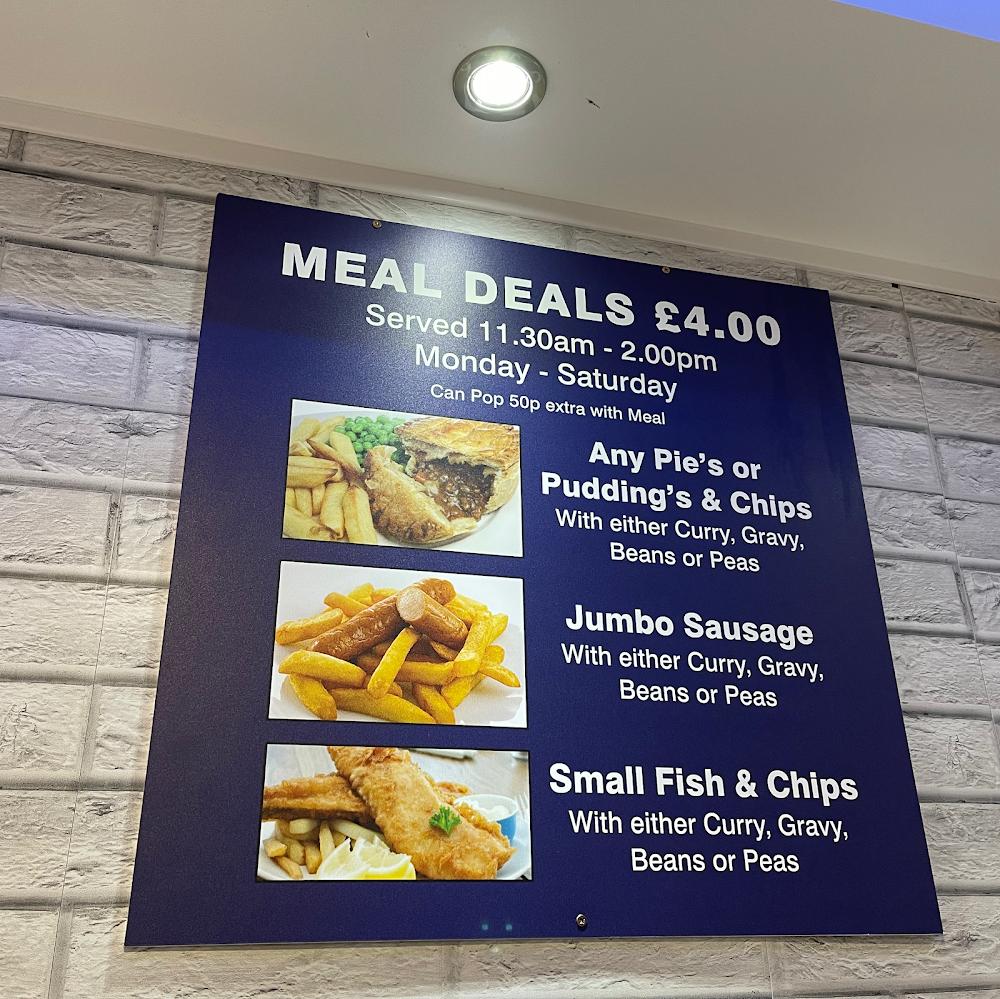 MEAL DEALS £4.00
Served 11.30am - 2.00pm
Monday - Saturday
Can Pop 50p extra with Meal
Any Pie's or
Pudding's & Chips
With either Curry, Gravy,
Beans or Peas
Jumbo Sausage
With either Curry, Gravy,
Beans or Peas
Small Fish & Chips
With either Curry, Gravy,
Beans or Peas